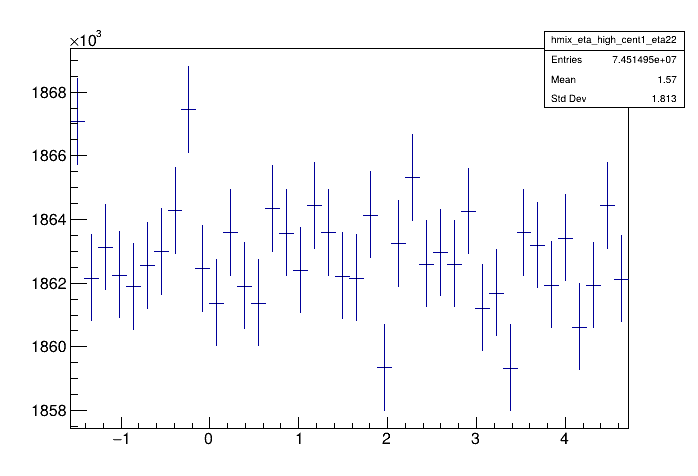 ×10³
hmix_eta_high_cent1_eta22
Entries 7.451495e+07
Mean 1.57
Std Dev 1.813
1868
1866
1864
1862
1860
1858
−1 0 1 2 3 4